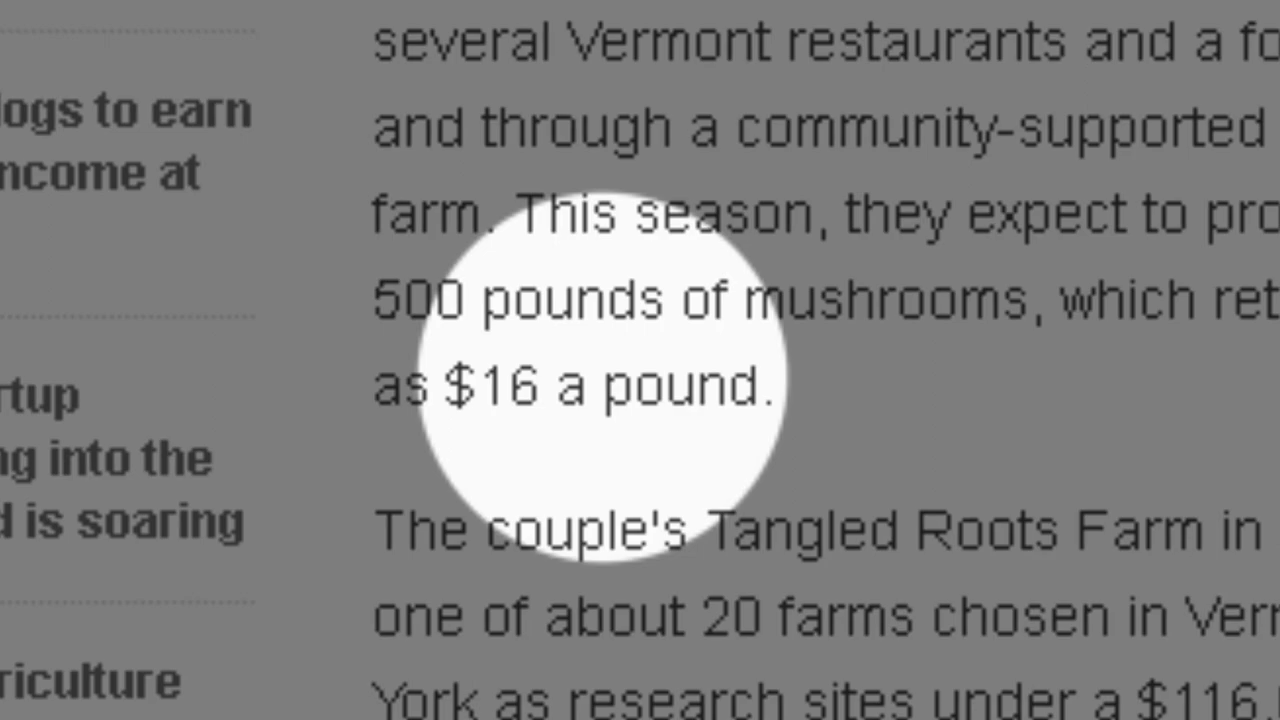 logs to earn
ncome at
rtup
ng into the
d is soaring
riculture
several Vermont restaurants and a fo
and through a community-supported
farm. This season, they expect to pro
500 pounds of mushrooms, which ret
as $16 a pound.
The couple's Tangled Roots Farm in
one of about 20 farms chosen in Verm
York as research sites under a $116,